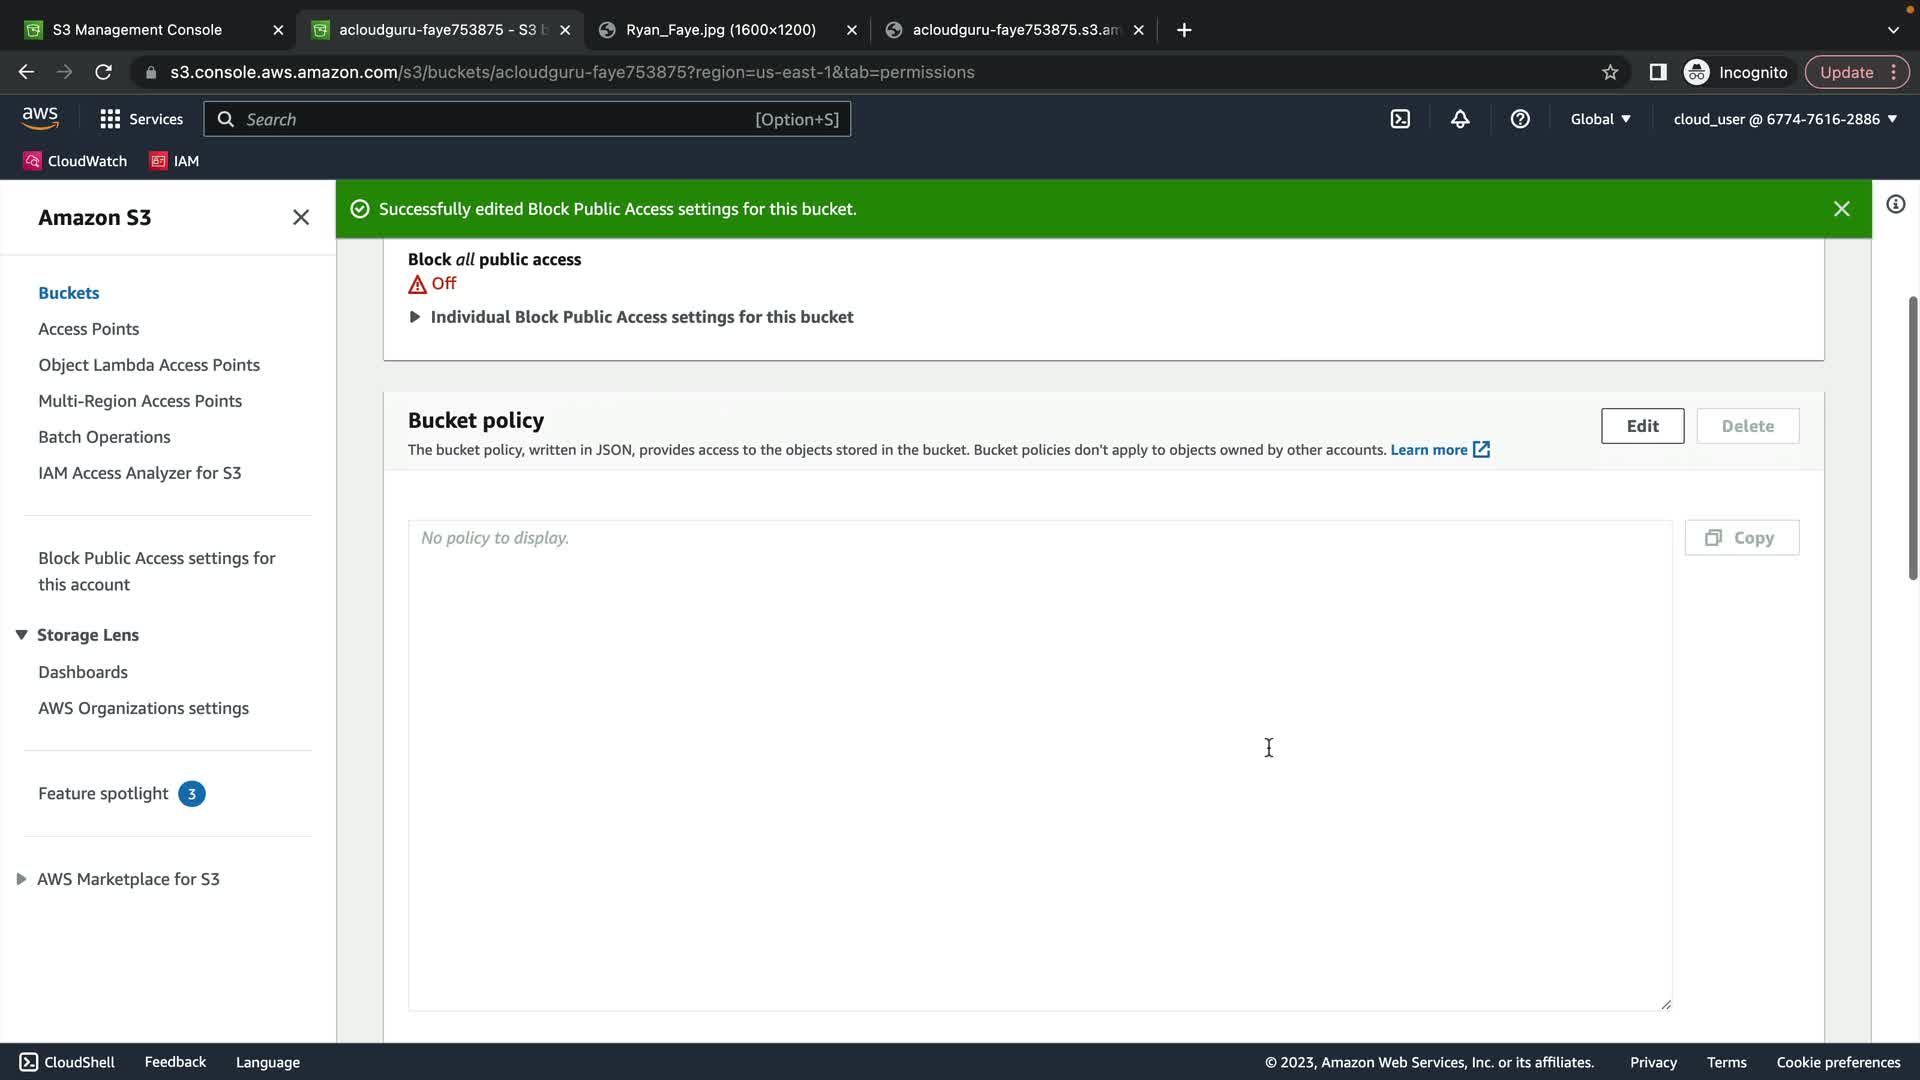 S3 Management Console
acloudguru-faye753875 - S3 b
Ryan_Faye.jpg (1600×1200)
acloudguru-faye753875.s3.am
s3.console.aws.amazon.com/s3/buckets/acloudguru-faye753875?region=us-east-1&tab=permissions
Incognito
Update
aws
Services
Search
[Option+S]
Global
cloud_user @ 6774-7616-2886
CloudWatch
IAM
Amazon S3
Buckets
Access Points
Object Lambda Access Points
Multi-Region Access Points
Batch Operations
IAM Access Analyzer for S3
Block Public Access settings for
this account
Storage Lens
Dashboards
AWS Organizations settings
Feature spotlight 3
AWS Marketplace for S3
Successfully edited Block Public Access settings for this bucket.
Block all public access
Off
Individual Block Public Access settings for this bucket
Bucket policy
Edit
Delete
The bucket policy, written in JSON, provides access to the objects stored in the bucket. Bucket policies don't apply to objects owned by other accounts. Learn more
No policy to display.
Copy
CloudShell
Feedback
Language
© 2023, Amazon Web Services, Inc. or its affiliates.
Privacy
Terms
Cookie preferences